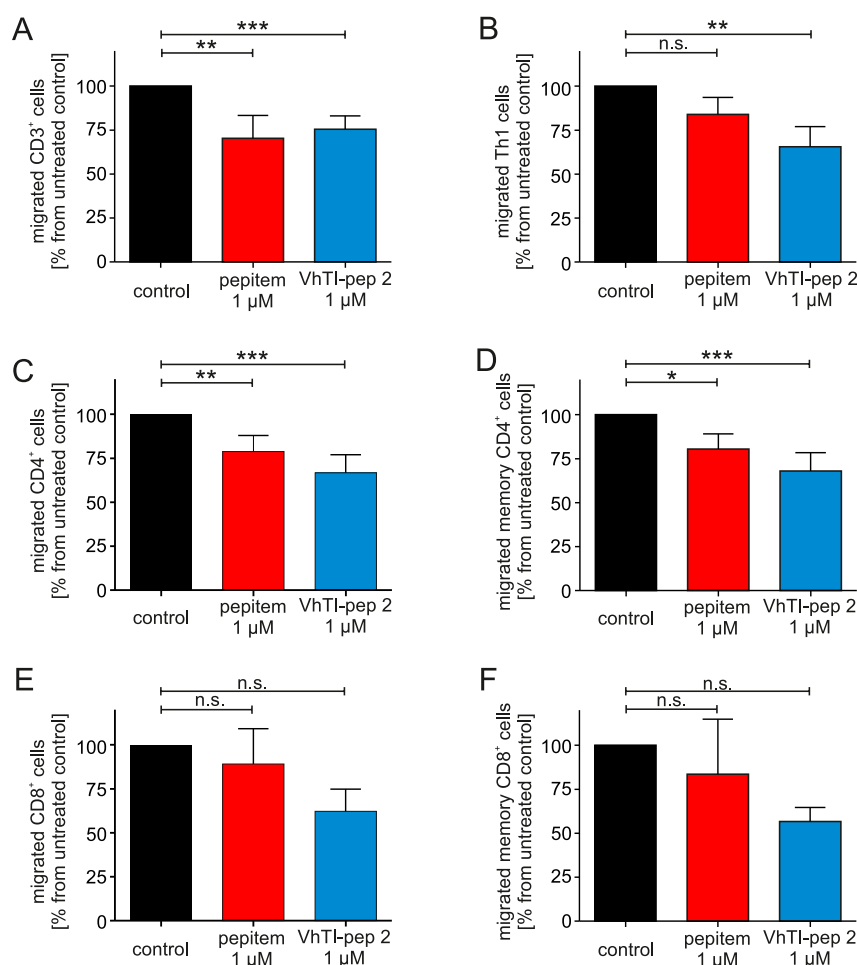 A
***
**
migrated CD3⁺ cells
[% from untreated control]
100
75
50
25
0
control
pepitem
1 µM
VhTI-pep 2
1 µM
B
**
n.s.
migrated Th1 cells
[% from untreated control]
100
75
50
25
0
control
pepitem
1 µM
VhTI-pep 2
1 µM
C
***
**
migrated CD4⁺ cells
[% from untreated control]
100
75
50
25
0
control
pepitem
1 µM
VhTI-pep 2
1 µM
D
***
*
migrated memory CD4⁺ cells
[% from untreated control]
100
75
50
25
0
control
pepitem
1 µM
VhTI-pep 2
1 µM
E
n.s.
n.s.
migrated CD8⁺ cells
[% from untreated control]
100
75
50
25
0
control
pepitem
1 µM
VhTI-pep 2
1 µM
F
n.s.
n.s.
migrated memory CD8⁺ cells
[% from untreated control]
100
75
50
25
0
control
pepitem
1 µM
VhTI-pep 2
1 µM